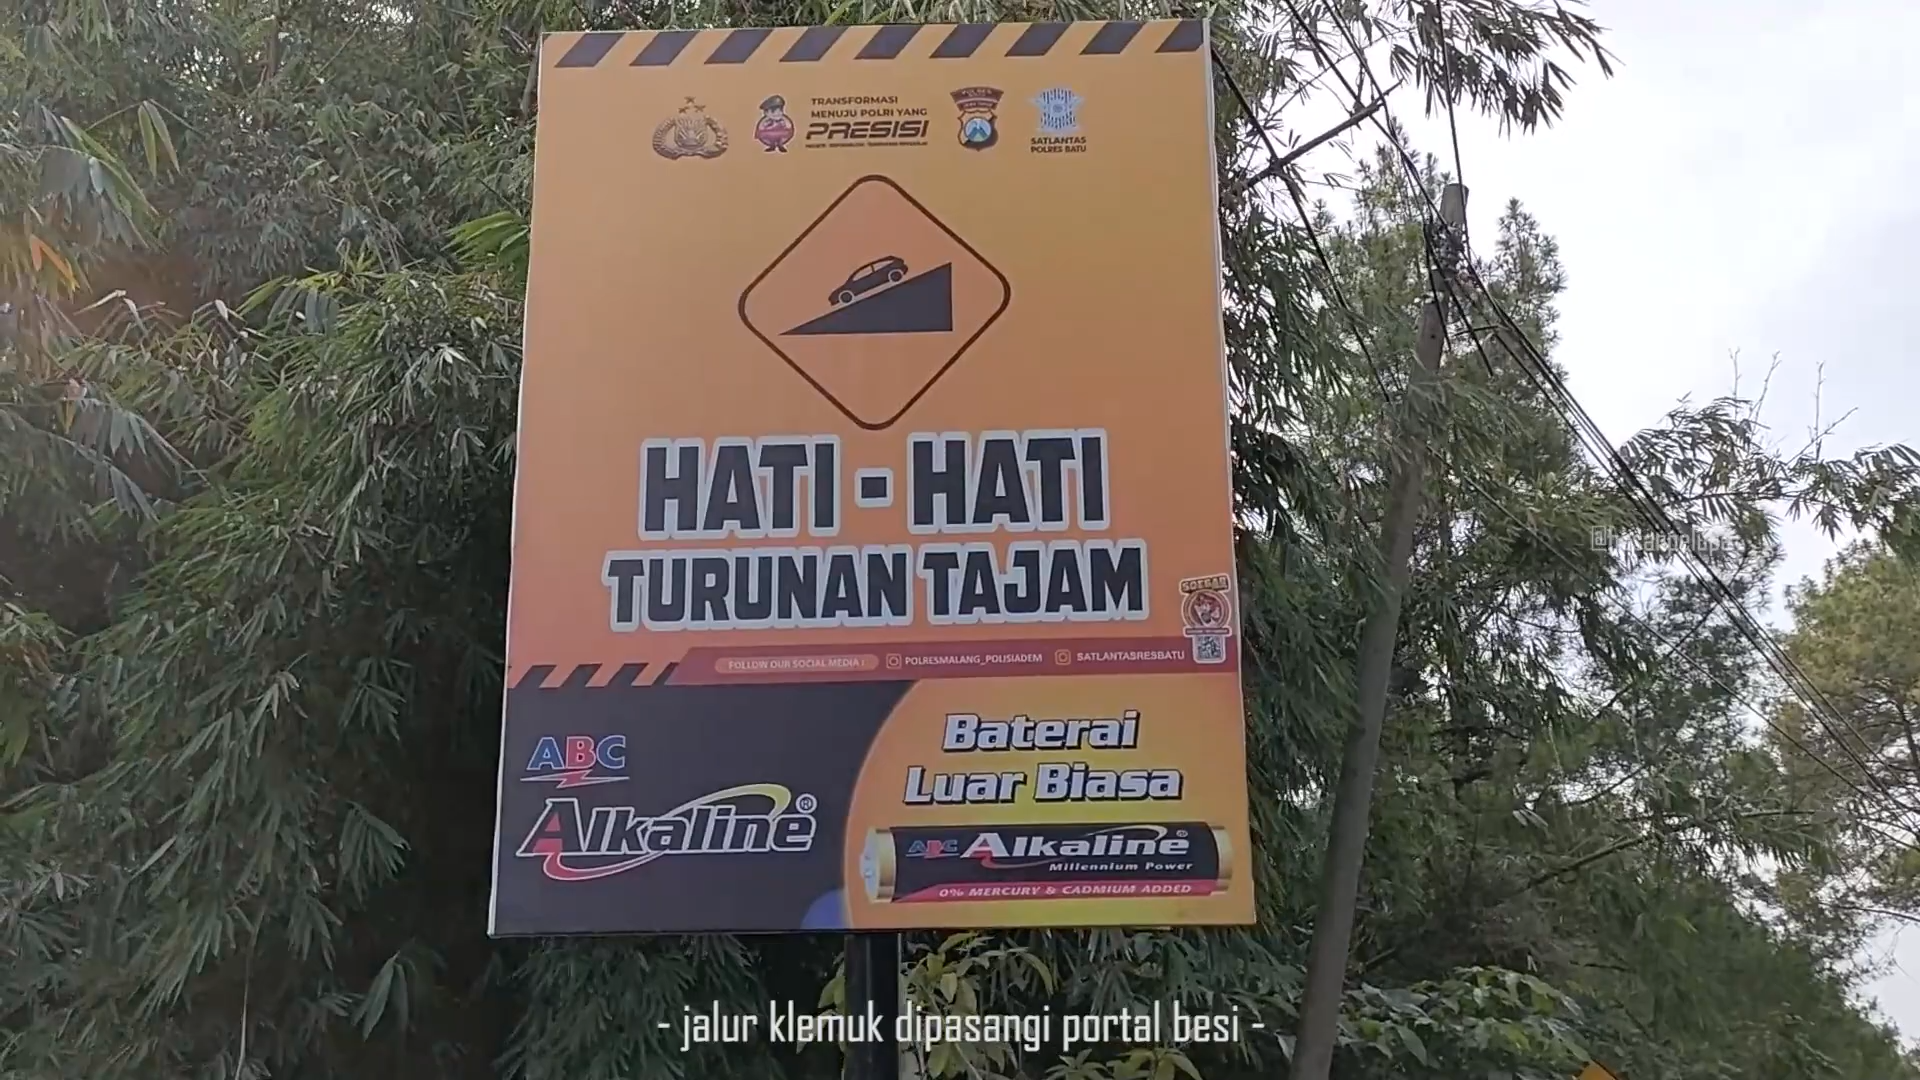 TRANSFORMASI
MENUJU POLRI YANG
PRESISI
SATLANTAS
POLRES BATU
HATI - HATI
TURUNAN TAJAM
FOLLOW OUR SOCIAL MEDIA :
POLRESMALANG_POLISIADEM
SATLANTASRESBATU
ABC
Alkaline®
Baterai
Luar Biasa
ABC Alkaline®
Millennium Power
0% MERCURY & CADMIUM ADDED
- jalur klemuk dipasangi portal besi -